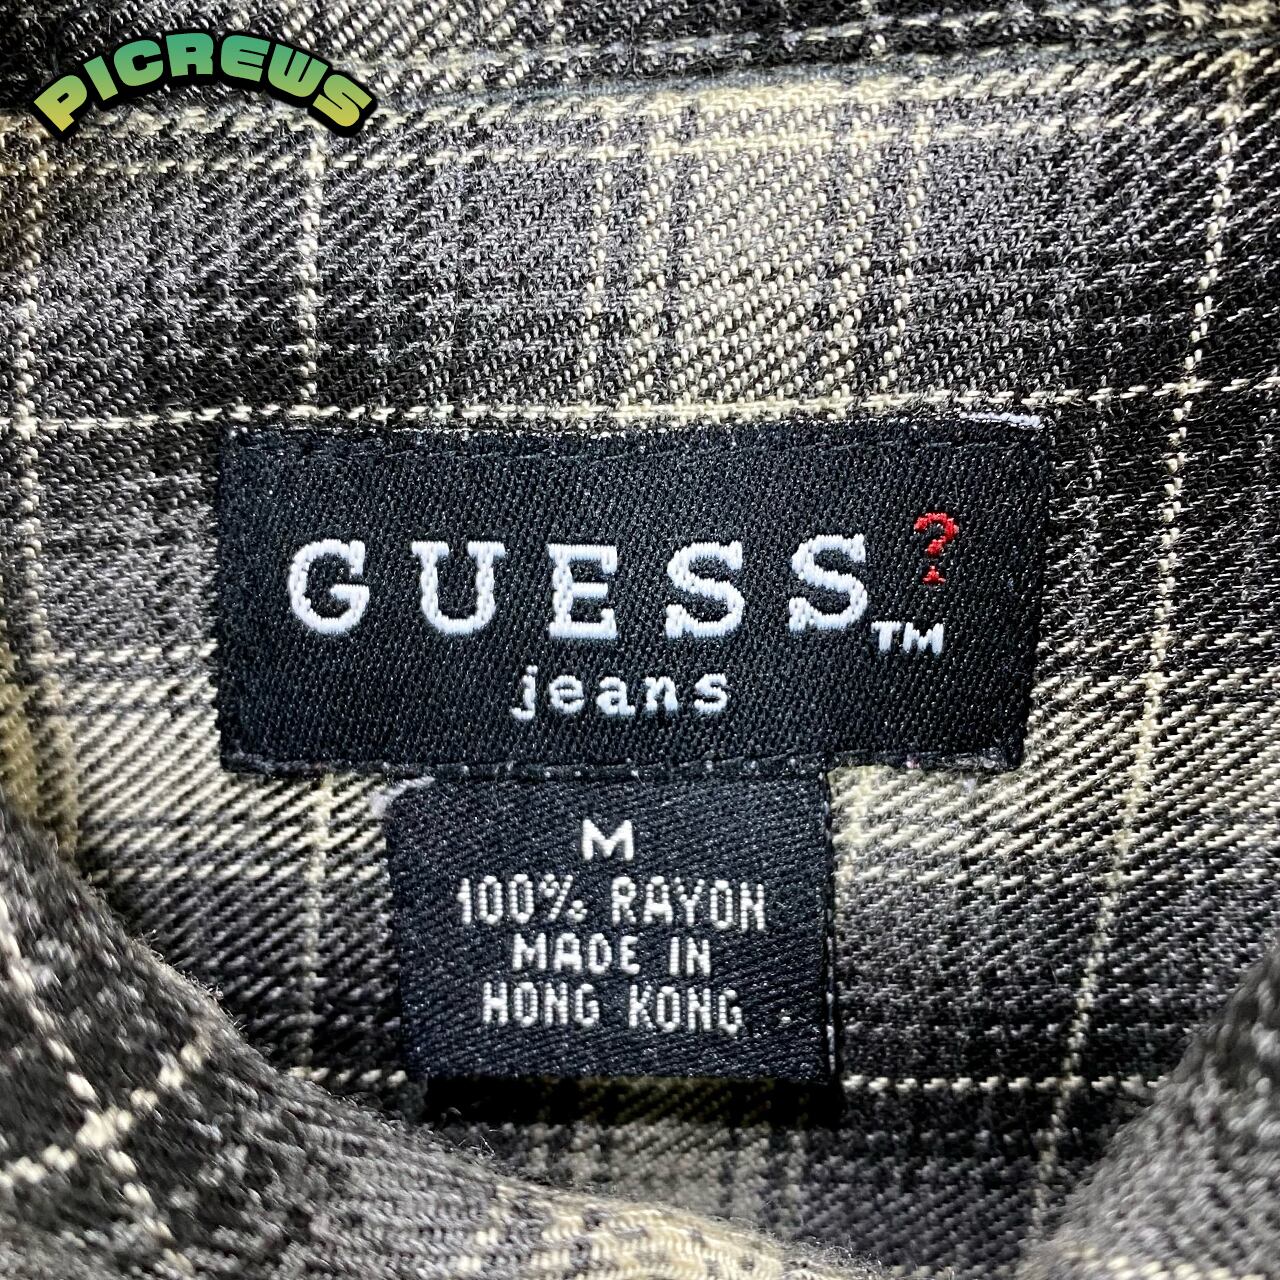 PICREWS
GUESS?TM
jeans
M
100% RAYON
MADE IN
HONG KONG